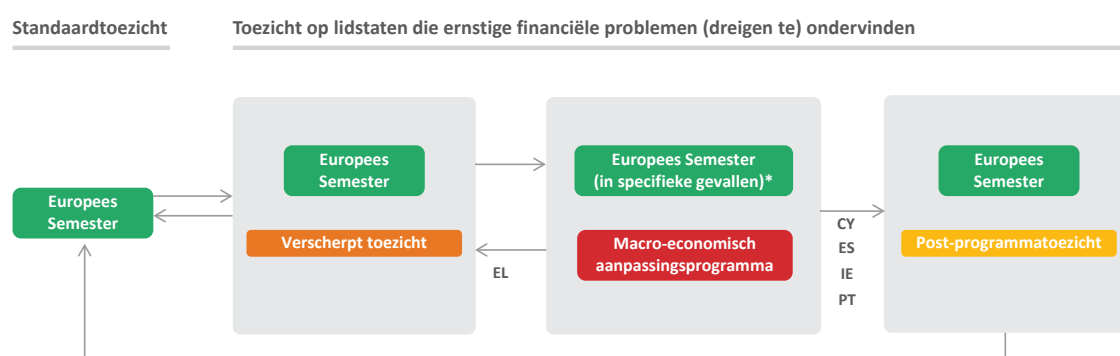 Standaardtoezicht
Toezicht op lidstaten die ernstige financiële problemen (dreigen te) ondervinden
Europees
Semester
Europees
Semester
Verscherpt toezicht
EL
Europees Semester
(in specifieke gevallen)*
Macro-economisch
aanpassingsprogramma
CY
ES
IE
PT
Europees
Semester
Post-programmatoezicht